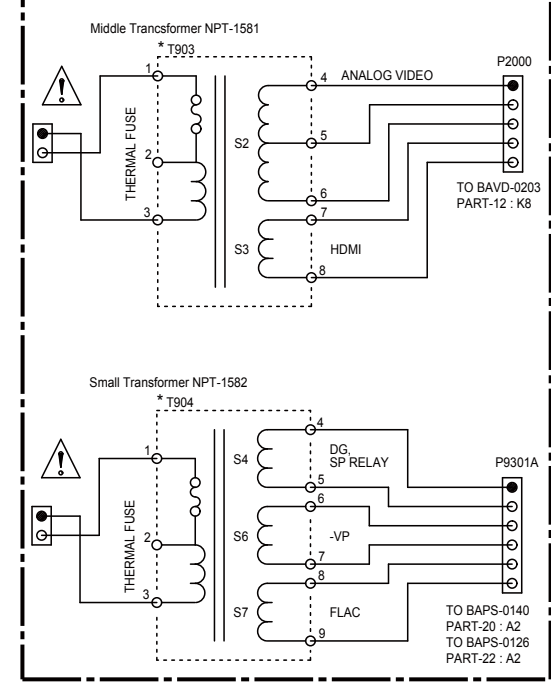 Middle Trancsformer NPT-1581
* T903
P2000
1
4
ANALOG VIDEO
!
THERMAL FUSE
S2
5
2
6
TO BAVD-0203
PART-12 : K8
3
7
S3
HDMI
8
Small Transformer NPT-1582
* T904
4
DG,
SP RELAY
P9301A
1
S4
5
!
6
THERMAL FUSE
S6
-VP
2
7
8
3
S7
FLAC
9
TO BAPS-0140
PART-20 : A2
TO BAPS-0126
PART-22 : A2